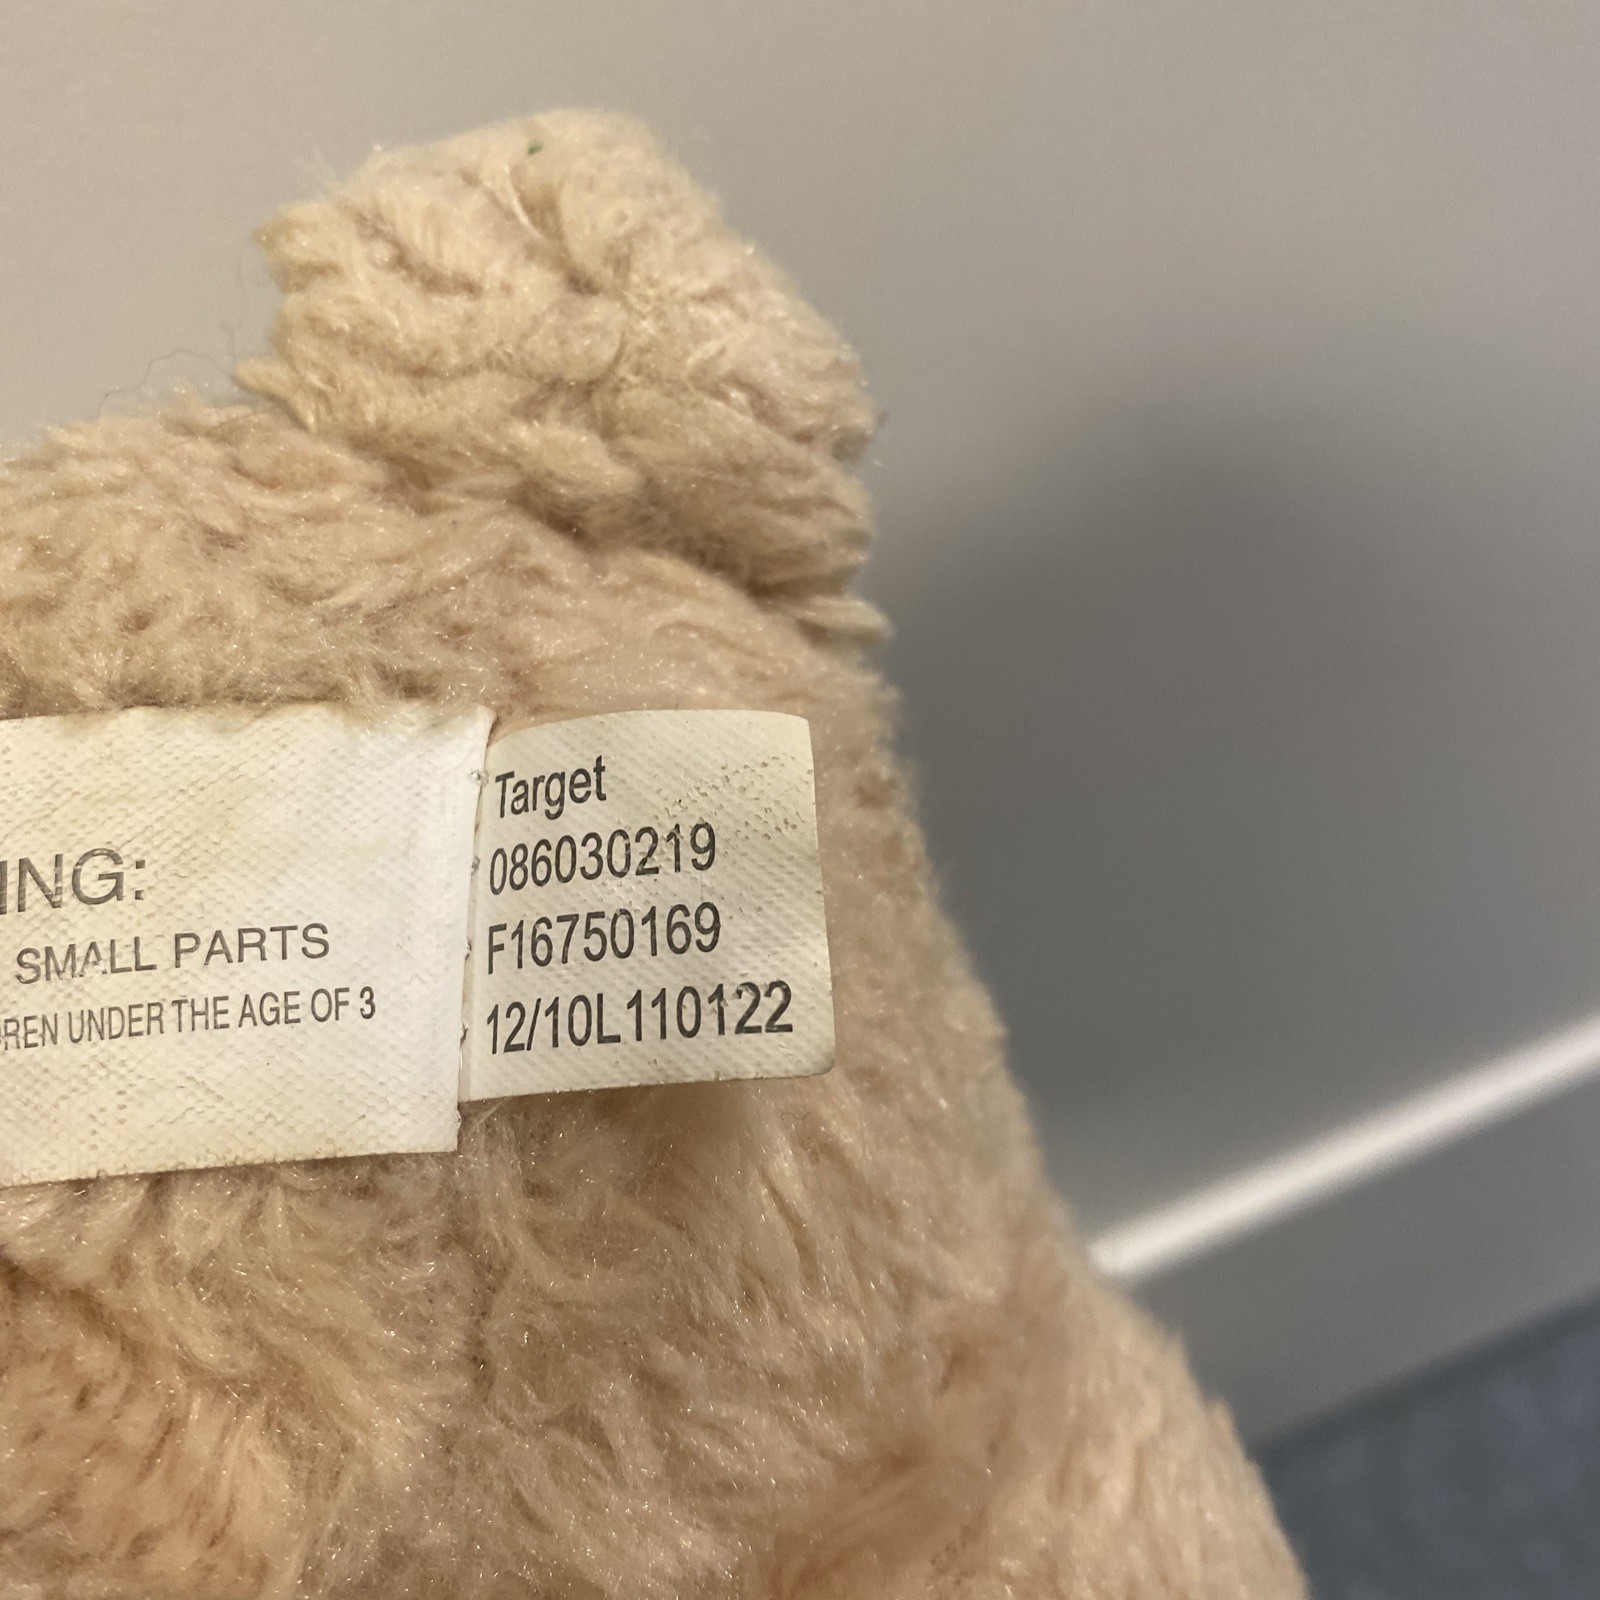 ING:
SMALL PARTS
REN UNDER THE AGE OF 3
Target
086030219
F16750169
12/10L110122